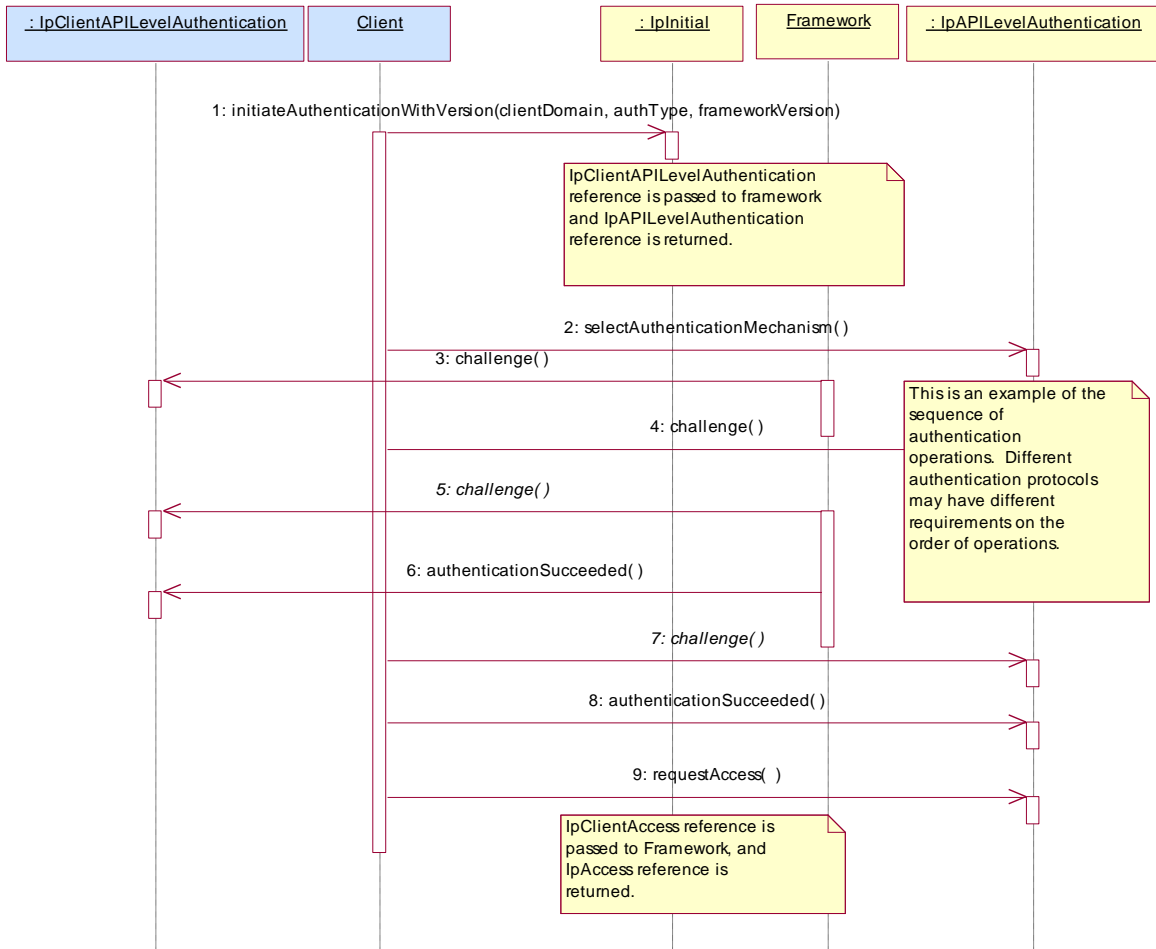 : IpClientAPILevelAuthentication
Client
: IpInitial
Framework
: IpAPILevelAuthentication
1: initiateAuthenticationWithVersion(clientDomain, authType, frameworkVersion)
IpClientAPILevelAuthentication
reference is passed to framework
and IpAPILevelAuthentication
reference is returned.
2: selectAuthenticationMechanism( )
3: challenge( )
This is an example of the
sequence of
authentication
operations. Different
authentication protocols
may have different
requirements on the
order of operations.
4: challenge( )
5: challenge( )
6: authenticationSucceeded( )
7: challenge( )
8: authenticationSucceeded( )
9: requestAccess( )
IpClientAccess reference is
passed to Framework, and
IpAccess reference is
returned.